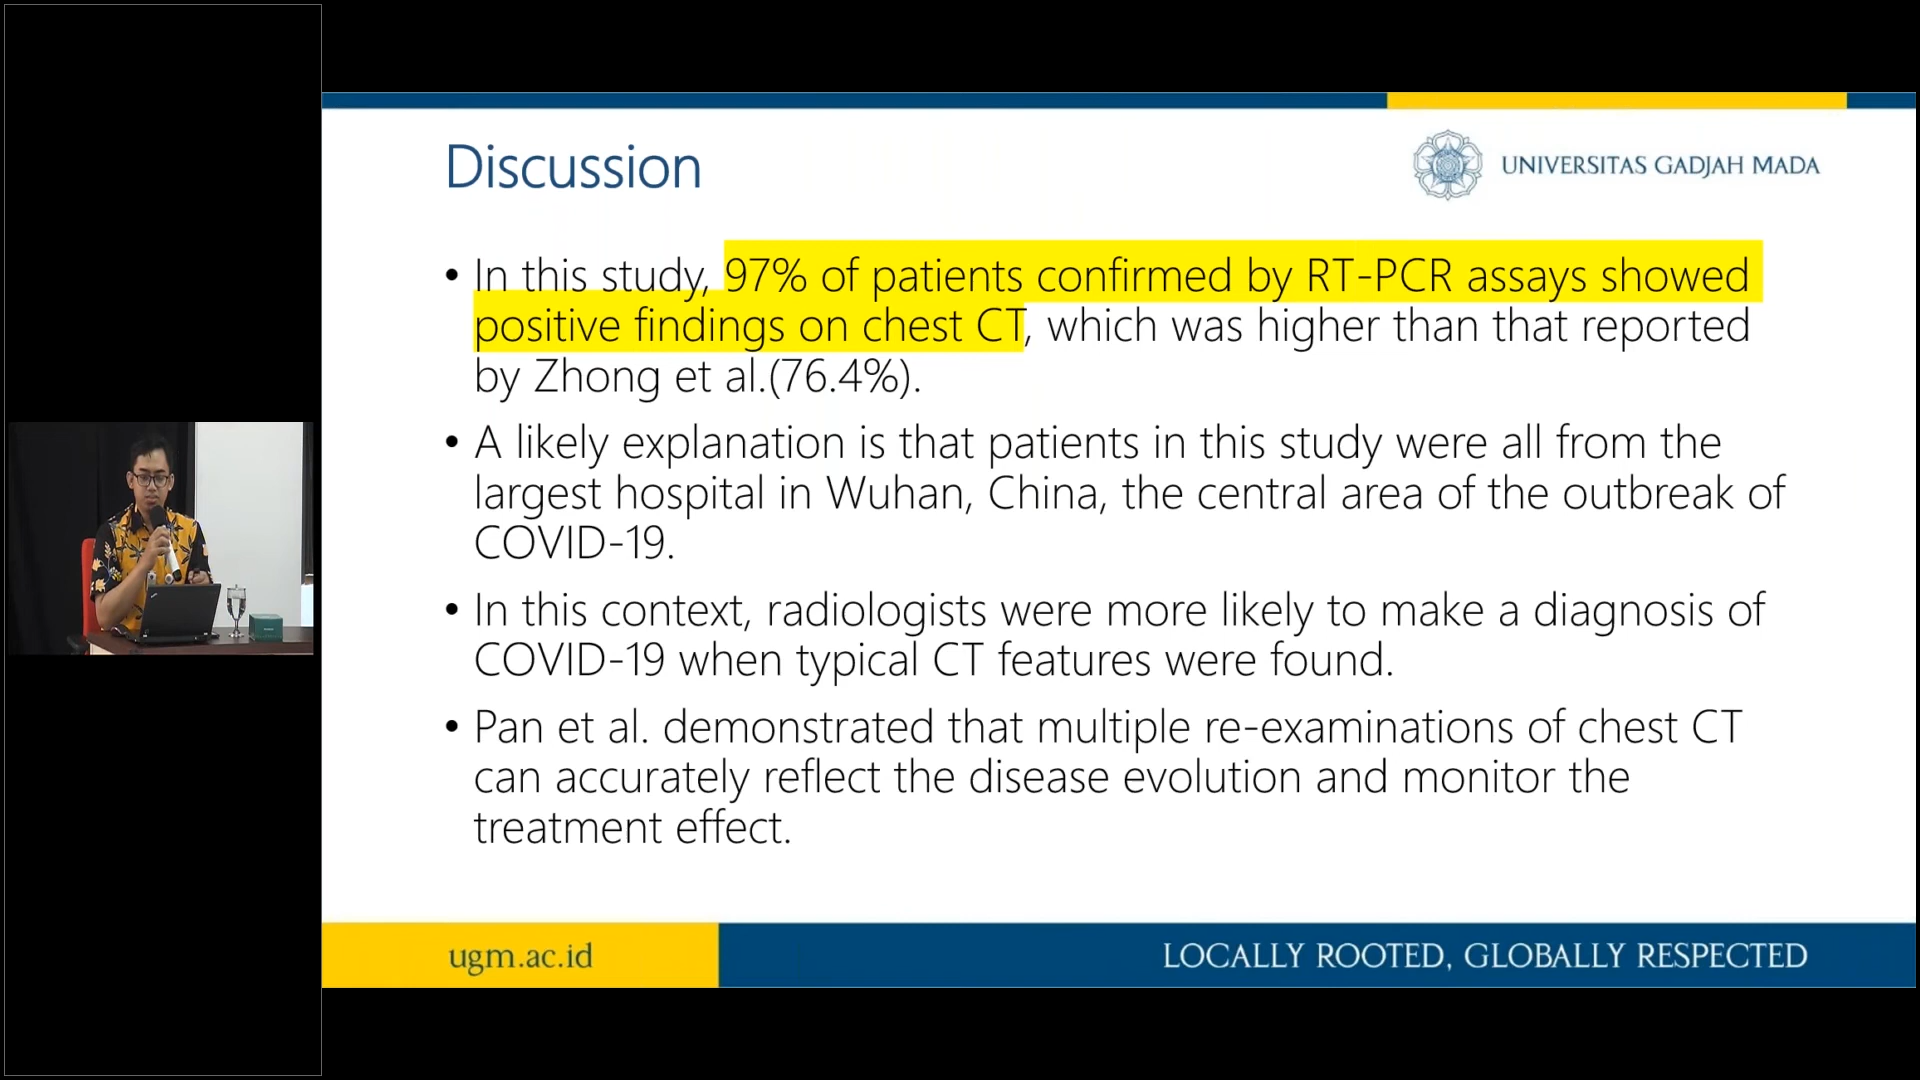 Discussion
UNIVERSITAS GADJAH MADA
• In this study, 97% of patients confirmed by RT-PCR assays showed
positive findings on chest CT, which was higher than that reported
by Zhong et al.(76.4%).
• A likely explanation is that patients in this study were all from the
largest hospital in Wuhan, China, the central area of the outbreak of
COVID-19.
• In this context, radiologists were more likely to make a diagnosis of
COVID-19 when typical CT features were found.
• Pan et al. demonstrated that multiple re-examinations of chest CT
can accurately reflect the disease evolution and monitor the
treatment effect.
ugm.ac.id
LOCALLY ROOTED, GLOBALLY RESPECTED